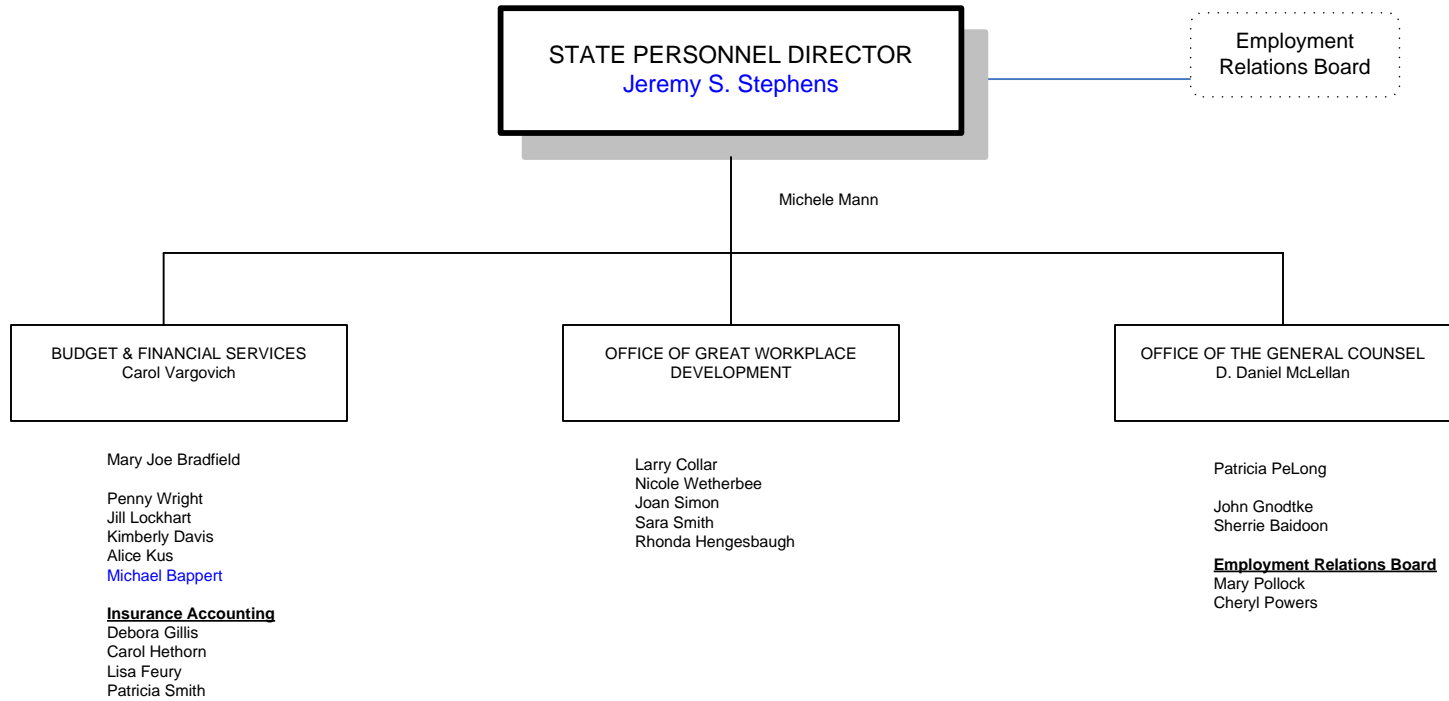 STATE PERSONNEL DIRECTOR
Jeremy S. Stephens
Employment
Relations Board
Michele Mann
BUDGET & FINANCIAL SERVICES
Carol Vargovich
OFFICE OF GREAT WORKPLACE
DEVELOPMENT
OFFICE OF THE GENERAL COUNSEL
D. Daniel McLellan
Mary Joe Bradfield
Penny Wright
Jill Lockhart
Kimberly Davis
Alice Kus
Michael Bappert
Insurance Accounting
Debora Gillis
Carol Hethorn
Lisa Feury
Patricia Smith
Larry Collar
Nicole Wetherbee
Joan Simon
Sara Smith
Rhonda Hengesbaugh
Patricia PeLong
John Gnodtke
Sherrie Baidoon
Employment Relations Board
Mary Pollock
Cheryl Powers